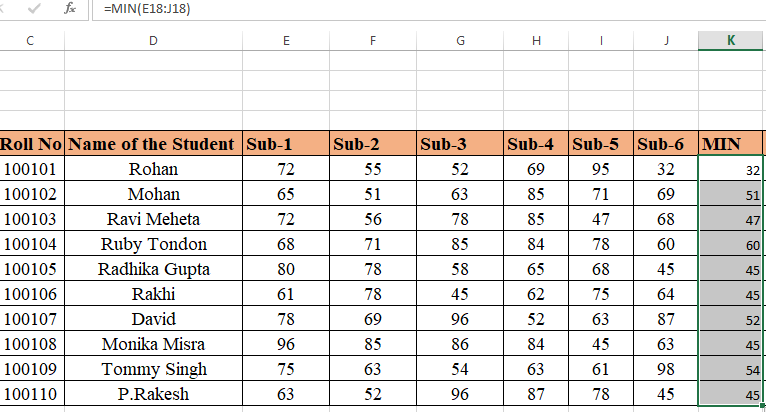 fx =MIN(E18:J18)
C D E F G H I J K
Roll No Name of the Student Sub-1 Sub-2 Sub-3 Sub-4 Sub-5 Sub-6 MIN
100101 Rohan 72 55 52 69 95 32 32
100102 Mohan 65 51 63 85 71 69 51
100103 Ravi Meheta 72 56 78 85 47 68 47
100104 Ruby Tondon 68 71 85 84 78 60 60
100105 Radhika Gupta 80 78 58 65 68 45 45
100106 Rakhi 61 78 45 62 75 64 45
100107 David 78 69 96 52 63 87 52
100108 Monika Misra 96 85 86 84 45 63 45
100109 Tommy Singh 75 63 54 63 61 98 54
100110 P.Rakesh 63 52 96 87 78 45 45